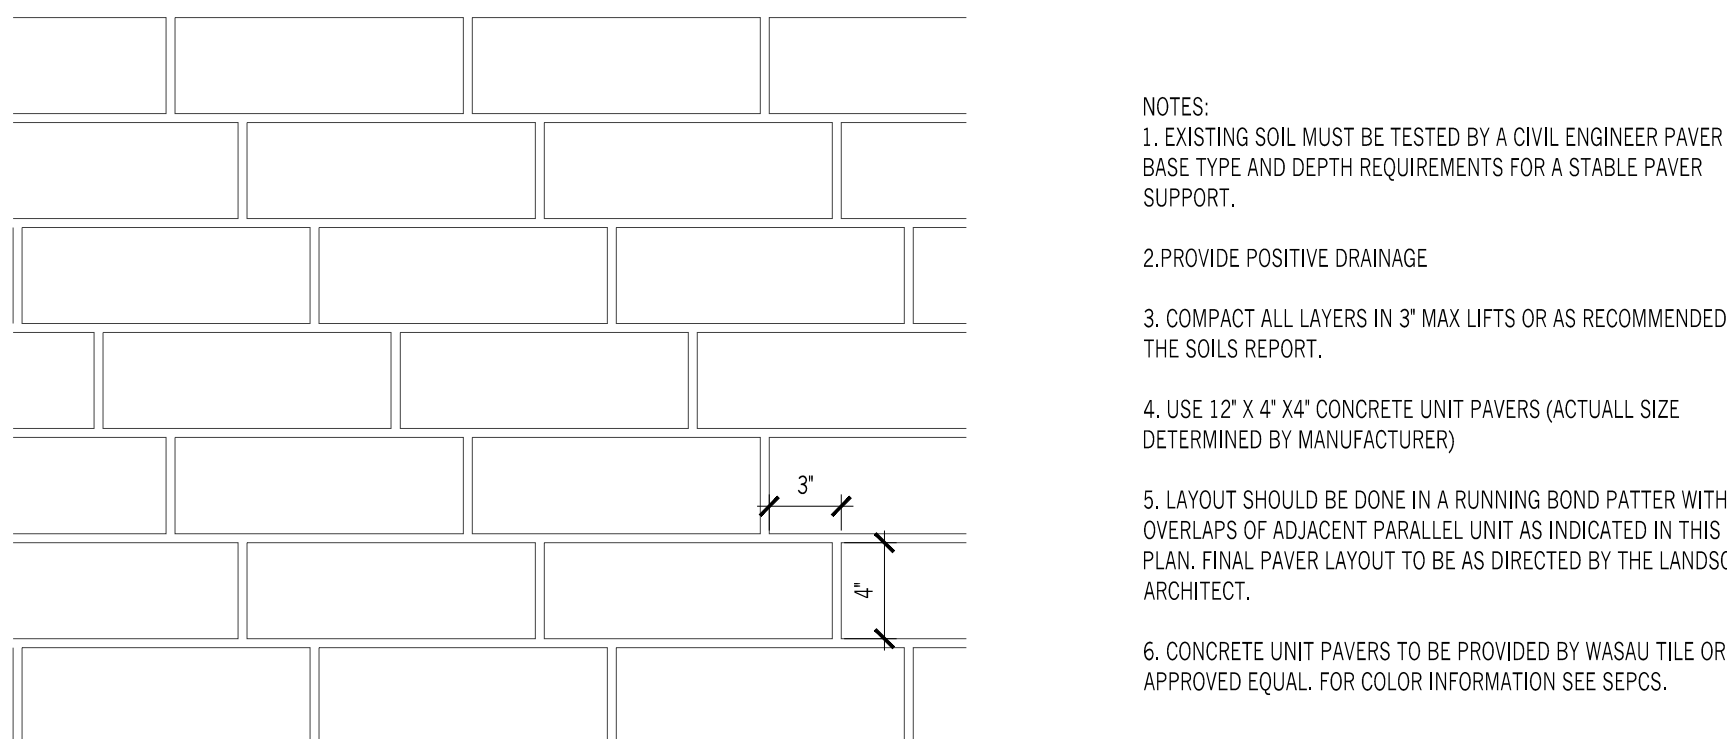 NOTES:
1. EXISTING SOIL MUST BE TESTED BY A CIVIL ENGINEER PAVER
BASE TYPE AND DEPTH REQUIREMENTS FOR A STABLE PAVER
SUPPORT.
2.PROVIDE POSITIVE DRAINAGE
3. COMPACT ALL LAYERS IN 3" MAX LIFTS OR AS RECOMMENDED
THE SOILS REPORT.
4. USE 12" X 4" X4" CONCRETE UNIT PAVERS (ACTUALL SIZE
DETERMINED BY MANUFACTURER)
3"
5. LAYOUT SHOULD BE DONE IN A RUNNING BOND PATTER WITH
OVERLAPS OF ADJACENT PARALLEL UNIT AS INDICATED IN THIS
PLAN. FINAL PAVER LAYOUT TO BE AS DIRECTED BY THE
ARCHITECT.
4"
6. CONCRETE UNIT PAVERS TO BE PROVIDED BY WASAU TILE OR
APPROVED EQUAL. FOR COLOR INFORMATION SEE SEPCS.